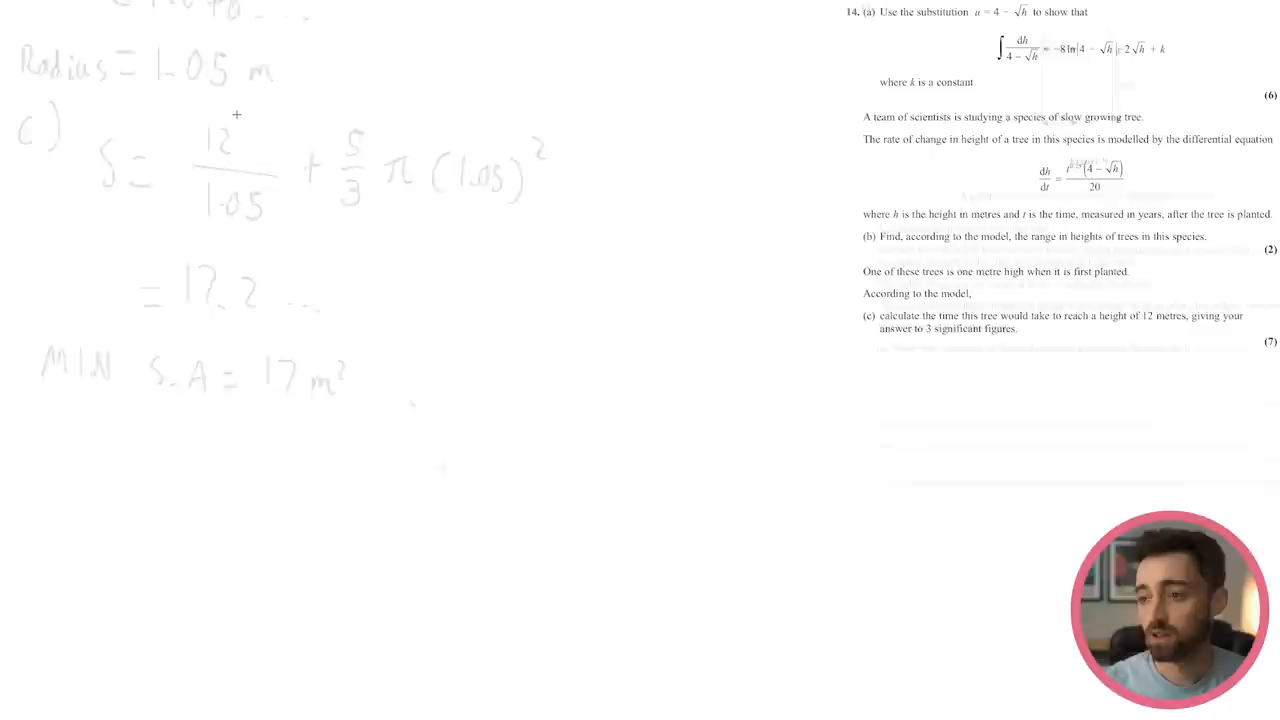 Radius = 1.05 m
c)
S = 12/1.05 + 5/3 π (1.05)²
= 17.2 ...
MIN S.A = 17 m²
14. (a) Use the substitution u = 4 − √h to show that
∫ dh/(4 − √h) = −8 ln|4 − √h| − 2√h + k
where k is a constant
(6)
A team of scientists is studying a species of slow growing tree.
The rate of change in height of a tree in this species is modelled by the differential equation
dh/dt = t^0.25(4 − √h)/20
where h is the height in metres and t is the time, measured in years, after the tree is planted.
(b) Find, according to the model, the range in heights of trees in this species.
(2)
One of these trees is one metre high when it is first planted.
According to the model,
(c) calculate the time this tree would take to reach a height of 12 metres, giving your
answer to 3 significant figures.
(7)